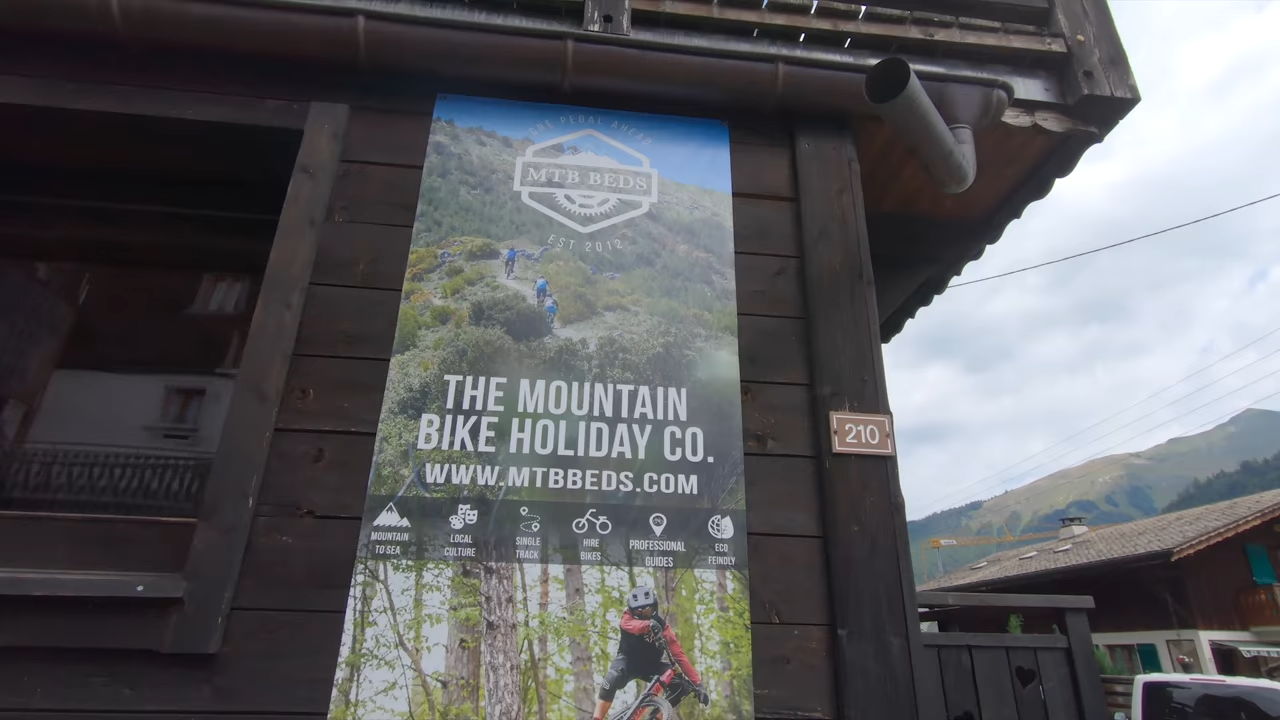 ONE PEDAL AHEAD
MTB BEDS
EST 2012
THE MOUNTAIN
BIKE HOLIDAY CO.
WWW.MTBBEDS.COM
MOUNTAIN
TO SEA
LOCAL
CULTURE
SINGLE
TRACK
HIRE
BIKES
PROFESSIONAL
GUIDES
ECO
FEINDLY
210